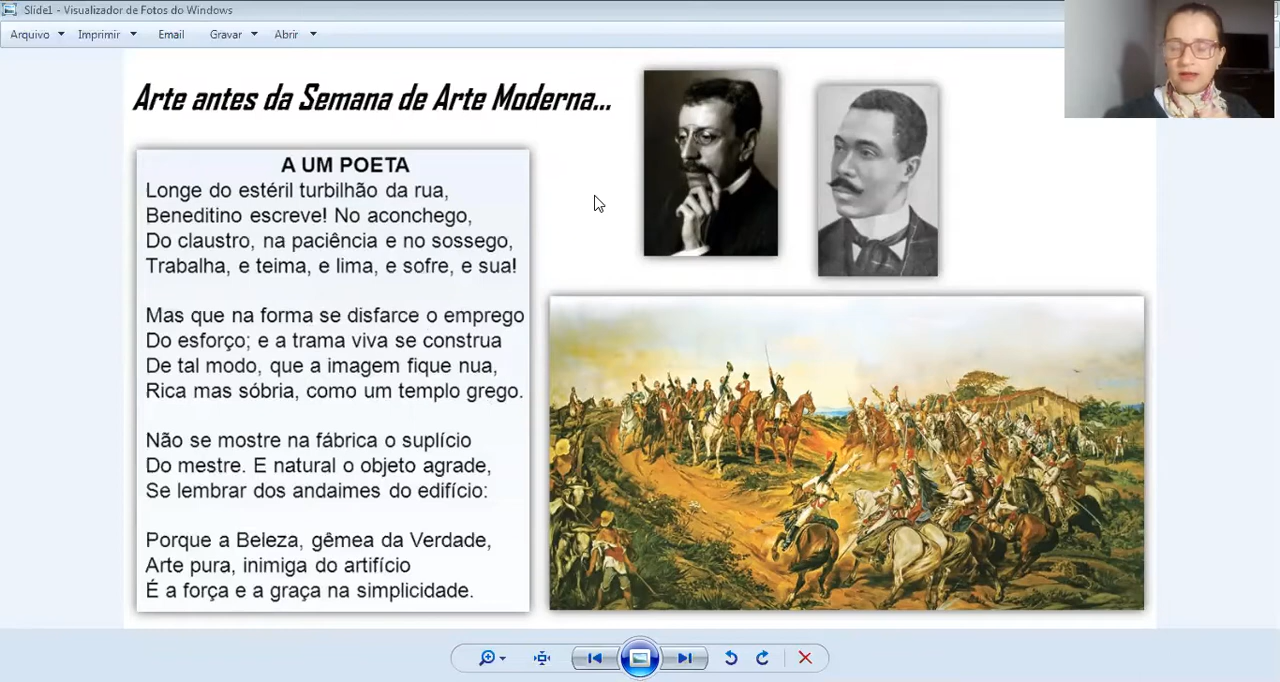 Slide1 - Visualizador de Fotos do Windows
Arquivo Imprimir Email Gravar Abrir
Arte antes da Semana de Arte Moderna...
A UM POETA
Longe do estéril turbilhão da rua,
Beneditino escreve! No aconchego,
Do claustro, na paciência e no sossego,
Trabalha, e teima, e lima, e sofre, e sua!
Mas que na forma se disfarce o emprego
Do esforço; e a trama viva se construa
De tal modo, que a imagem fique nua,
Rica mas sóbria, como um templo grego.
Não se mostre na fábrica o suplício
Do mestre. E natural o objeto agrade,
Se lembrar dos andaimes do edifício:
Porque a Beleza, gêmea da Verdade,
Arte pura, inimiga do artifício
É a força e a graça na simplicidade.